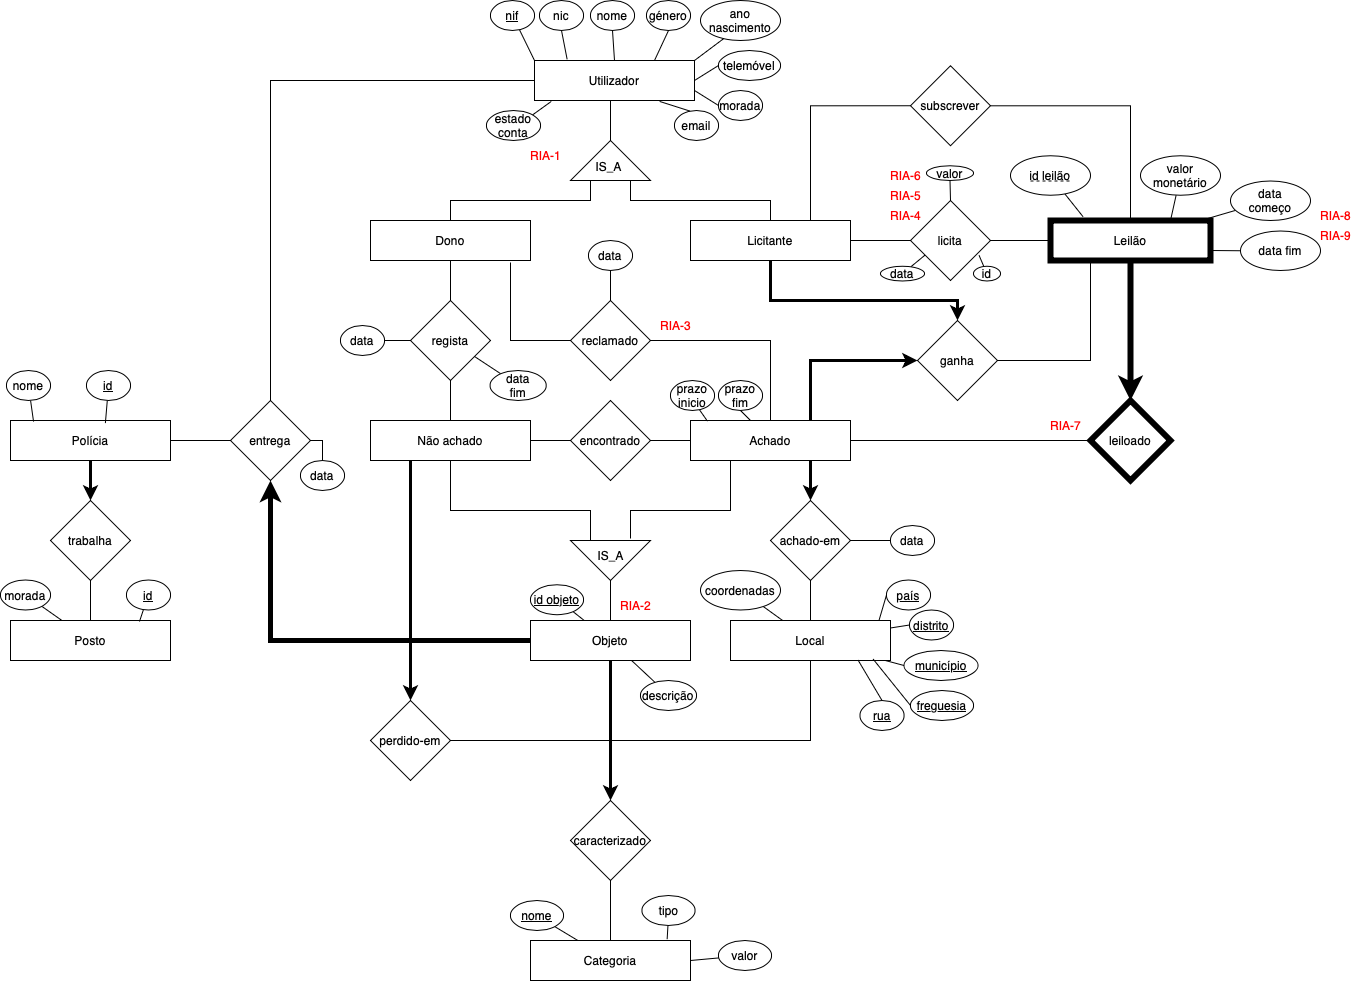 nif
nic
nome
género
ano
nascimento
Utilizador
telemóvel
morada
estado
conta
email
subscrever
RIA-1
IS_A
RIA-6
valor
RIA-5
RIA-4
id leilão
valor
monetário
data
começo
RIA-8
RIA-9
Dono
Licitante
licita
Leilão
data fim
data
data
id
data
regista
reclamado
RIA-3
ganha
data
fim
nome
id
prazo
inicio
prazo
fim
RIA-7
Polícia
entrega
Não achado
encontrado
Achado
leiloado
data
trabalha
achado-em
data
IS_A
morada
id
id objeto
RIA-2
coordenadas
país
distrito
Posto
Objeto
Local
município
descrição
freguesia
rua
perdido-em
caracterizado
nome
tipo
Categoria
valor